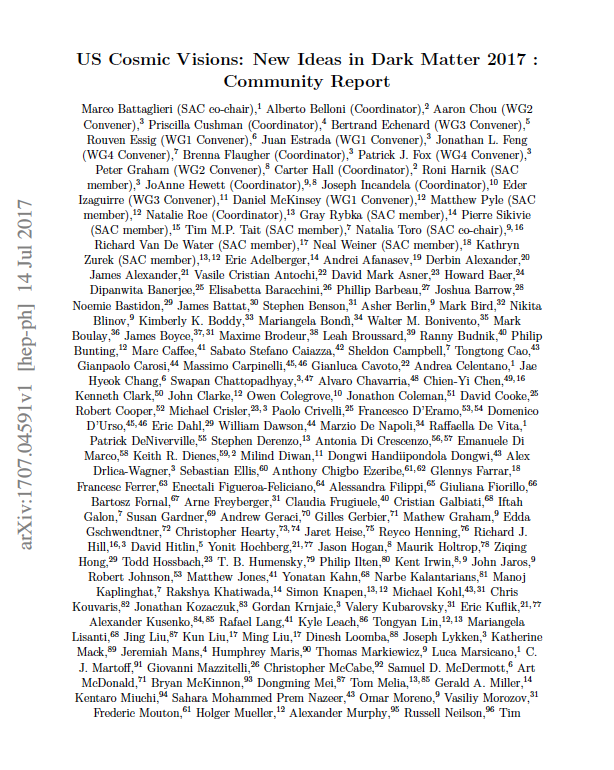 arXiv:1707.04591v1 [hep-ph] 14 Jul 2017
US Cosmic Visions: New Ideas in Dark Matter 2017 :
Community Report
Marco Battaglieri (SAC co-chair),1 Alberto Belloni (Coordinator),2 Aaron Chou (WG2
Convener),3 Priscilla Cushman (Coordinator),4 Bertrand Echenard (WG3 Convener),5
Rouven Essig (WG1 Convener),6 Juan Estrada (WG1 Convener),3 Jonathan L. Feng
(WG4 Convener),7 Brenna Flaugher (Coordinator),3 Patrick J. Fox (WG4 Convener),3
Peter Graham (WG2 Convener),8 Carter Hall (Coordinator),2 Roni Harnik (SAC
member),3 JoAnne Hewett (Coordinator),9,8 Joseph Incandela (Coordinator),10 Eder
Izaguirre (WG3 Convener),11 Daniel McKinsey (WG1 Convener),12 Matthew Pyle (SAC
member),12 Natalie Roe (Coordinator),13 Gray Rybka (SAC member),14 Pierre Sikivie
(SAC member),15 Tim M.P. Tait (SAC member),7 Natalia Toro (SAC co-chair),9,16
Richard Van De Water (SAC member),17 Neal Weiner (SAC member),18 Kathryn
Zurek (SAC member),13,12 Eric Adelberger,14 Andrei Afanasev,19 Derbin Alexander,20
James Alexander,21 Vasile Cristian Antochi,22 David Mark Asner,23 Howard Baer,24
Dipanwita Banerjee,25 Elisabetta Baracchini,26 Phillip Barbeau,27 Joshua Barrow,28
Noemie Bastidon,29 James Battat,30 Stephen Benson,31 Asher Berlin,9 Mark Bird,32 Nikita
Blinov,9 Kimberly K. Boddy,33 Mariangela Bondì,34 Walter M. Bonivento,35 Mark
Boulay,36 James Boyce,37,31 Maxime Brodeur,38 Leah Broussard,39 Ranny Budnik,40 Philip
Bunting,12 Marc Caffee,41 Sabato Stefano Caiazza,42 Sheldon Campbell,7 Tongtong Cao,43
Gianpaolo Carosi,44 Massimo Carpinelli,45,46 Gianluca Cavoto,22 Andrea Celentano,1 Jae
Hyeok Chang,6 Swapan Chattopadhyay,3,47 Alvaro Chavarria,48 Chien-Yi Chen,49,16
Kenneth Clark,50 John Clarke,12 Owen Colegrove,10 Jonathon Coleman,51 David Cooke,25
Robert Cooper,52 Michael Crisler,23,3 Paolo Crivelli,25 Francesco D'Eramo,53,54 Domenico
D'Urso,45,46 Eric Dahl,29 William Dawson,44 Marzio De Napoli,34 Raffaella De Vita,1
Patrick DeNiverville,55 Stephen Derenzo,13 Antonia Di Crescenzo,56,57 Emanuele Di
Marco,58 Keith R. Dienes,59,2 Milind Diwan,11 Dongwi Handiipondola Dongwi,43 Alex
Drlica-Wagner,3 Sebastian Ellis,60 Anthony Chigbo Ezeribe,61,62 Glennys Farrar,18
Francesc Ferrer,63 Enectali Figueroa-Feliciano,64 Alessandra Filippi,65 Giuliana Fiorillo,66
Bartosz Fornal,67 Arne Freyberger,31 Claudia Frugiuele,40 Cristian Galbiati,68 Iftah
Galon,7 Susan Gardner,69 Andrew Geraci,70 Gilles Gerbier,71 Mathew Graham,9 Edda
Gschwendtner,72 Christopher Hearty,73,74 Jaret Heise,75 Reyco Henning,76 Richard J.
Hill,16,3 David Hitlin,5 Yonit Hochberg,21,77 Jason Hogan,8 Maurik Holtrop,78 Ziqing
Hong,29 Todd Hossbach,23 T. B. Humensky,79 Philip Ilten,80 Kent Irwin,8,9 John Jaros,9
Robert Johnson,53 Matthew Jones,41 Yonatan Kahn,68 Narbe Kalantarians,81 Manoj
Kaplinghat,7 Rakshya Khatiwada,14 Simon Knapen,13,12 Michael Kohl,43,31 Chris
Kouvaris,82 Jonathan Kozaczuk,83 Gordan Krnjaic,3 Valery Kubarovsky,31 Eric Kuflik,21,77
Alexander Kusenko,84,85 Rafael Lang,41 Kyle Leach,86 Tongyan Lin,12,13 Mariangela
Lisanti,68 Jing Liu,87 Kun Liu,17 Ming Liu,17 Dinesh Loomba,88 Joseph Lykken,3 Katherine
Mack,89 Jeremiah Mans,4 Humphrey Maris,90 Thomas Markiewicz,9 Luca Marsicano,1 C.
J. Martoff,91 Giovanni Mazzitelli,26 Christopher McCabe,92 Samuel D. McDermott,6 Art
McDonald,71 Bryan McKinnon,93 Dongming Mei,87 Tom Melia,13,85 Gerald A. Miller,14
Kentaro Miuchi,94 Sahara Mohammed Prem Nazeer,43 Omar Moreno,9 Vasiliy Morozov,31
Frederic Mouton,61 Holger Mueller,12 Alexander Murphy,95 Russell Neilson,96 Tim